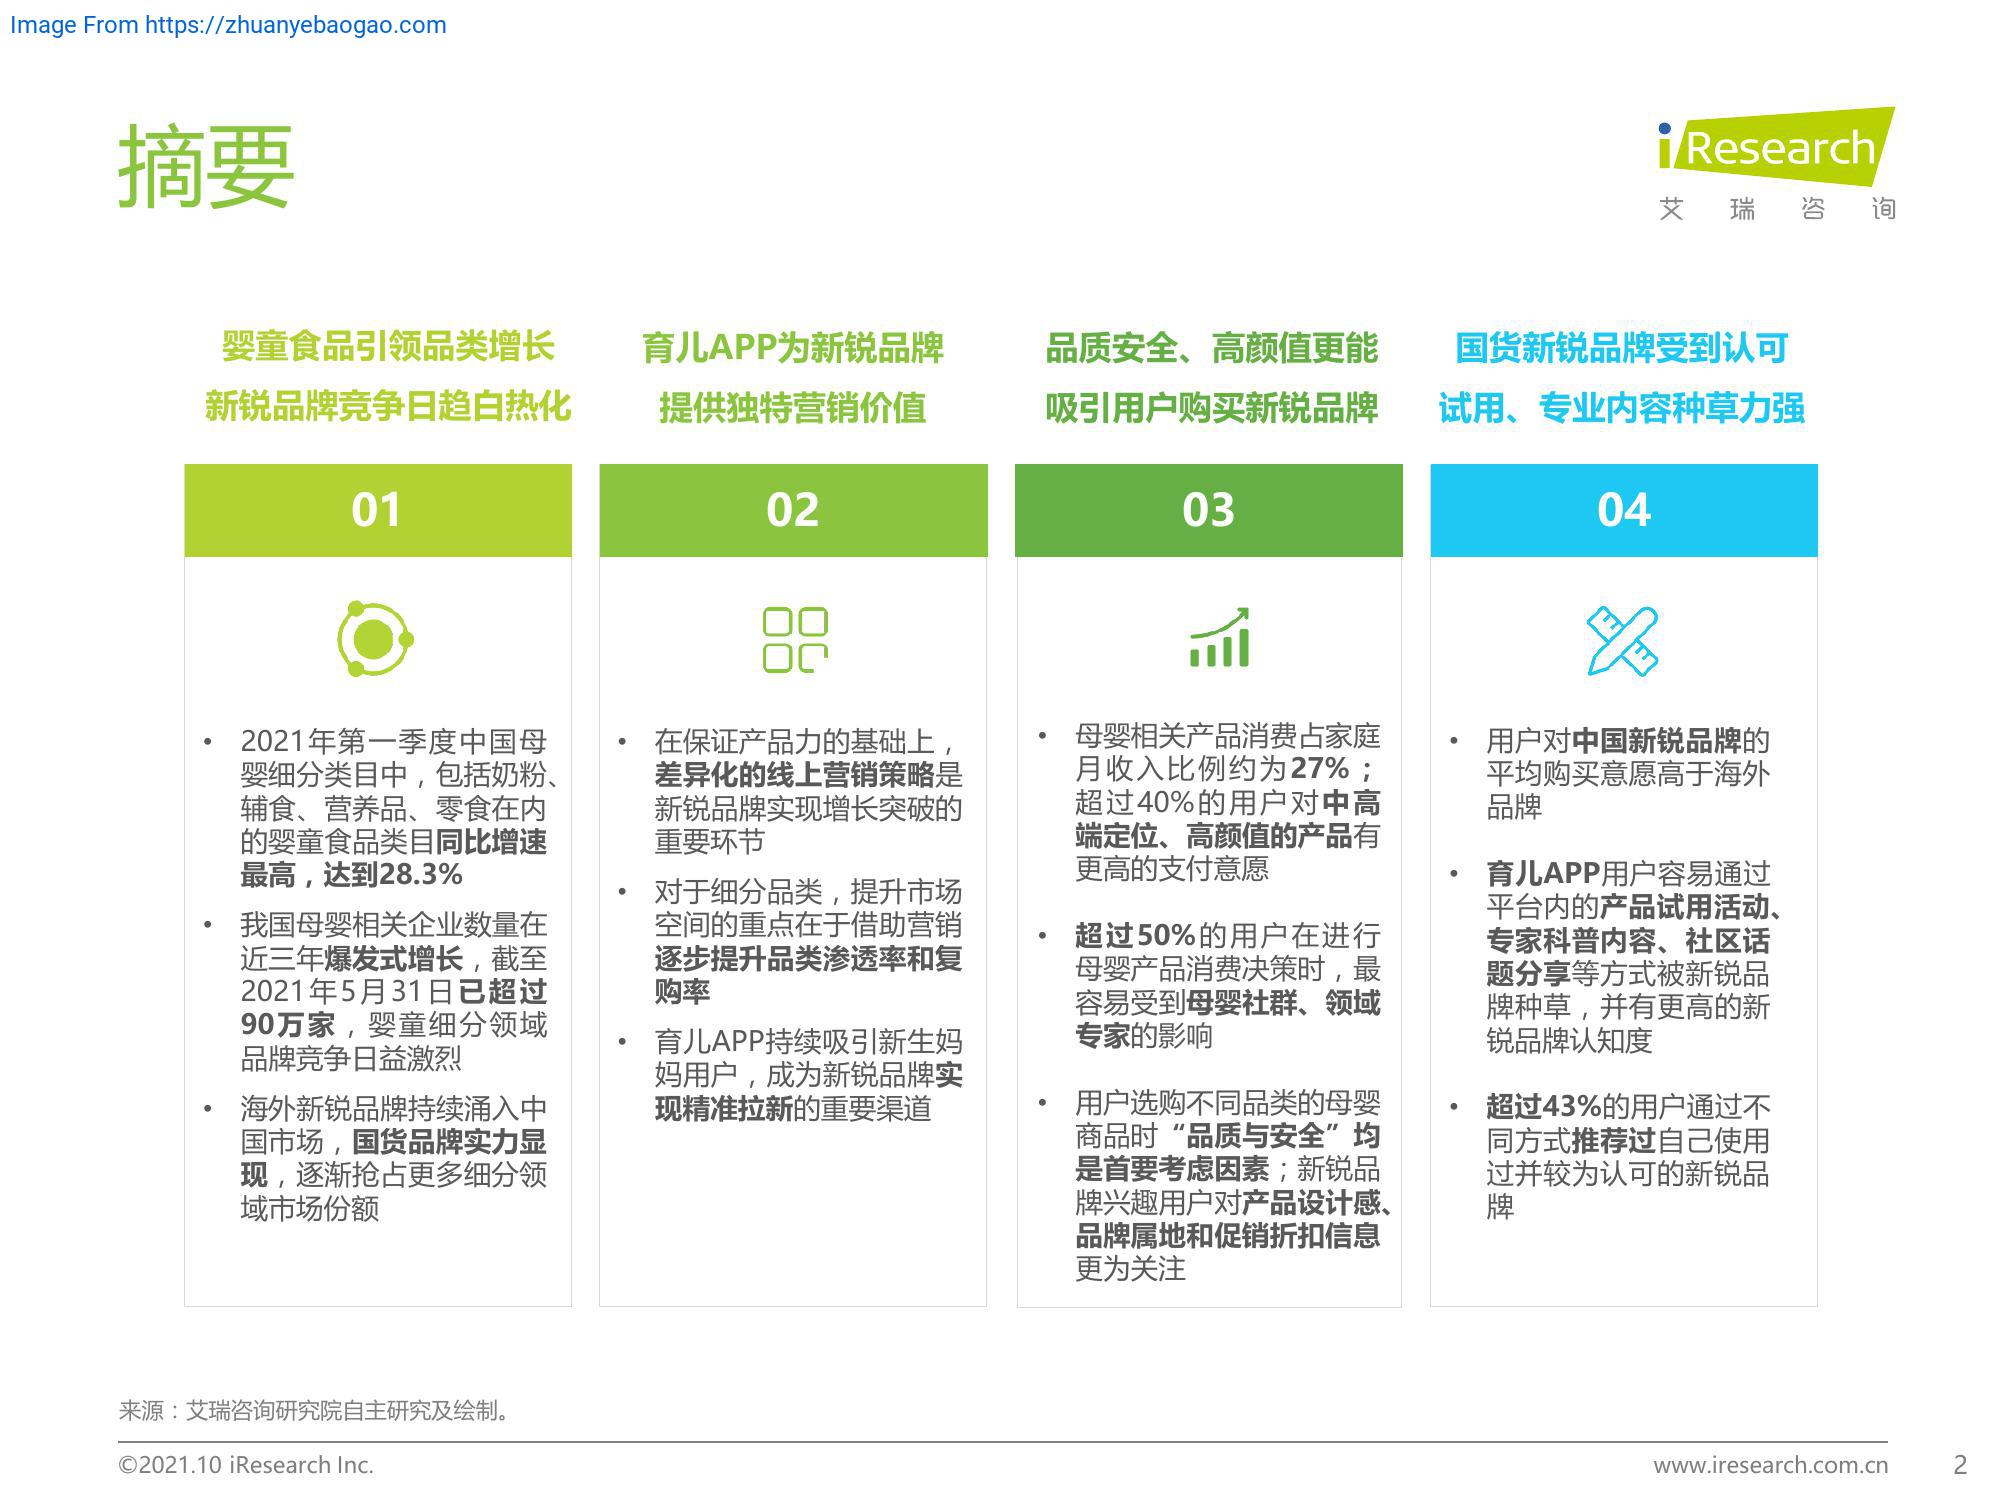 Image From https://zhuanyebaogao.com
摘要
iResearch
艾瑞咨询
婴童食品引领品类增长
新锐品牌竞争日趋白热化
01
• 2021年第一季度中国母
婴细分类目中，包括奶粉、
辅食、营养品、零食在内
的婴童食品类目同比增速
最高，达到28.3%
• 我国母婴相关企业数量在
近三年爆发式增长，截至
2021年5月31日已超过
90万家，婴童细分领域
品牌竞争日益激烈
• 海外新锐品牌持续涌入中
国市场，国货品牌实力显
现，逐渐抢占更多细分领
域市场份额
育儿APP为新锐品牌
提供独特营销价值
02
• 在保证产品力的基础上，
差异化的线上营销策略是
新锐品牌实现增长突破的
重要环节
• 对于细分品类，提升市场
空间的重点在于借助营销
逐步提升品类渗透率和复
购率
• 育儿APP持续吸引新生妈
妈用户，成为新锐品牌实
现精准拉新的重要渠道
品质安全、高颜值更能
吸引用户购买新锐品牌
03
• 母婴相关产品消费占家庭
月收入比例约为27%；
超过40%的用户对中高
端定位、高颜值的产品有
更高的支付意愿
• 超过50%的用户在进行
母婴产品消费决策时，最
容易受到母婴社群、领域
专家的影响
• 用户选购不同品类的母婴
商品时“品质与安全”均
是首要考虑因素；新锐品
牌兴趣用户对产品设计感、
品牌属地和促销折扣信息
更为关注
国货新锐品牌受到认可
试用、专业内容种草力强
04
• 用户对中国新锐品牌的
平均购买意愿高于海外
品牌
• 育儿APP用户容易通过
平台内的产品试用活动、
专家科普内容、社区话
题分享等方式被新锐品
牌种草，并有更高的新
锐品牌认知度
• 超过43%的用户通过不
同方式推荐过自己使用
过并较为认可的新锐品
牌
来源：艾瑞咨询研究院自主研究及绘制。
©2021.10 iResearch Inc.
www.iresearch.com.cn
2